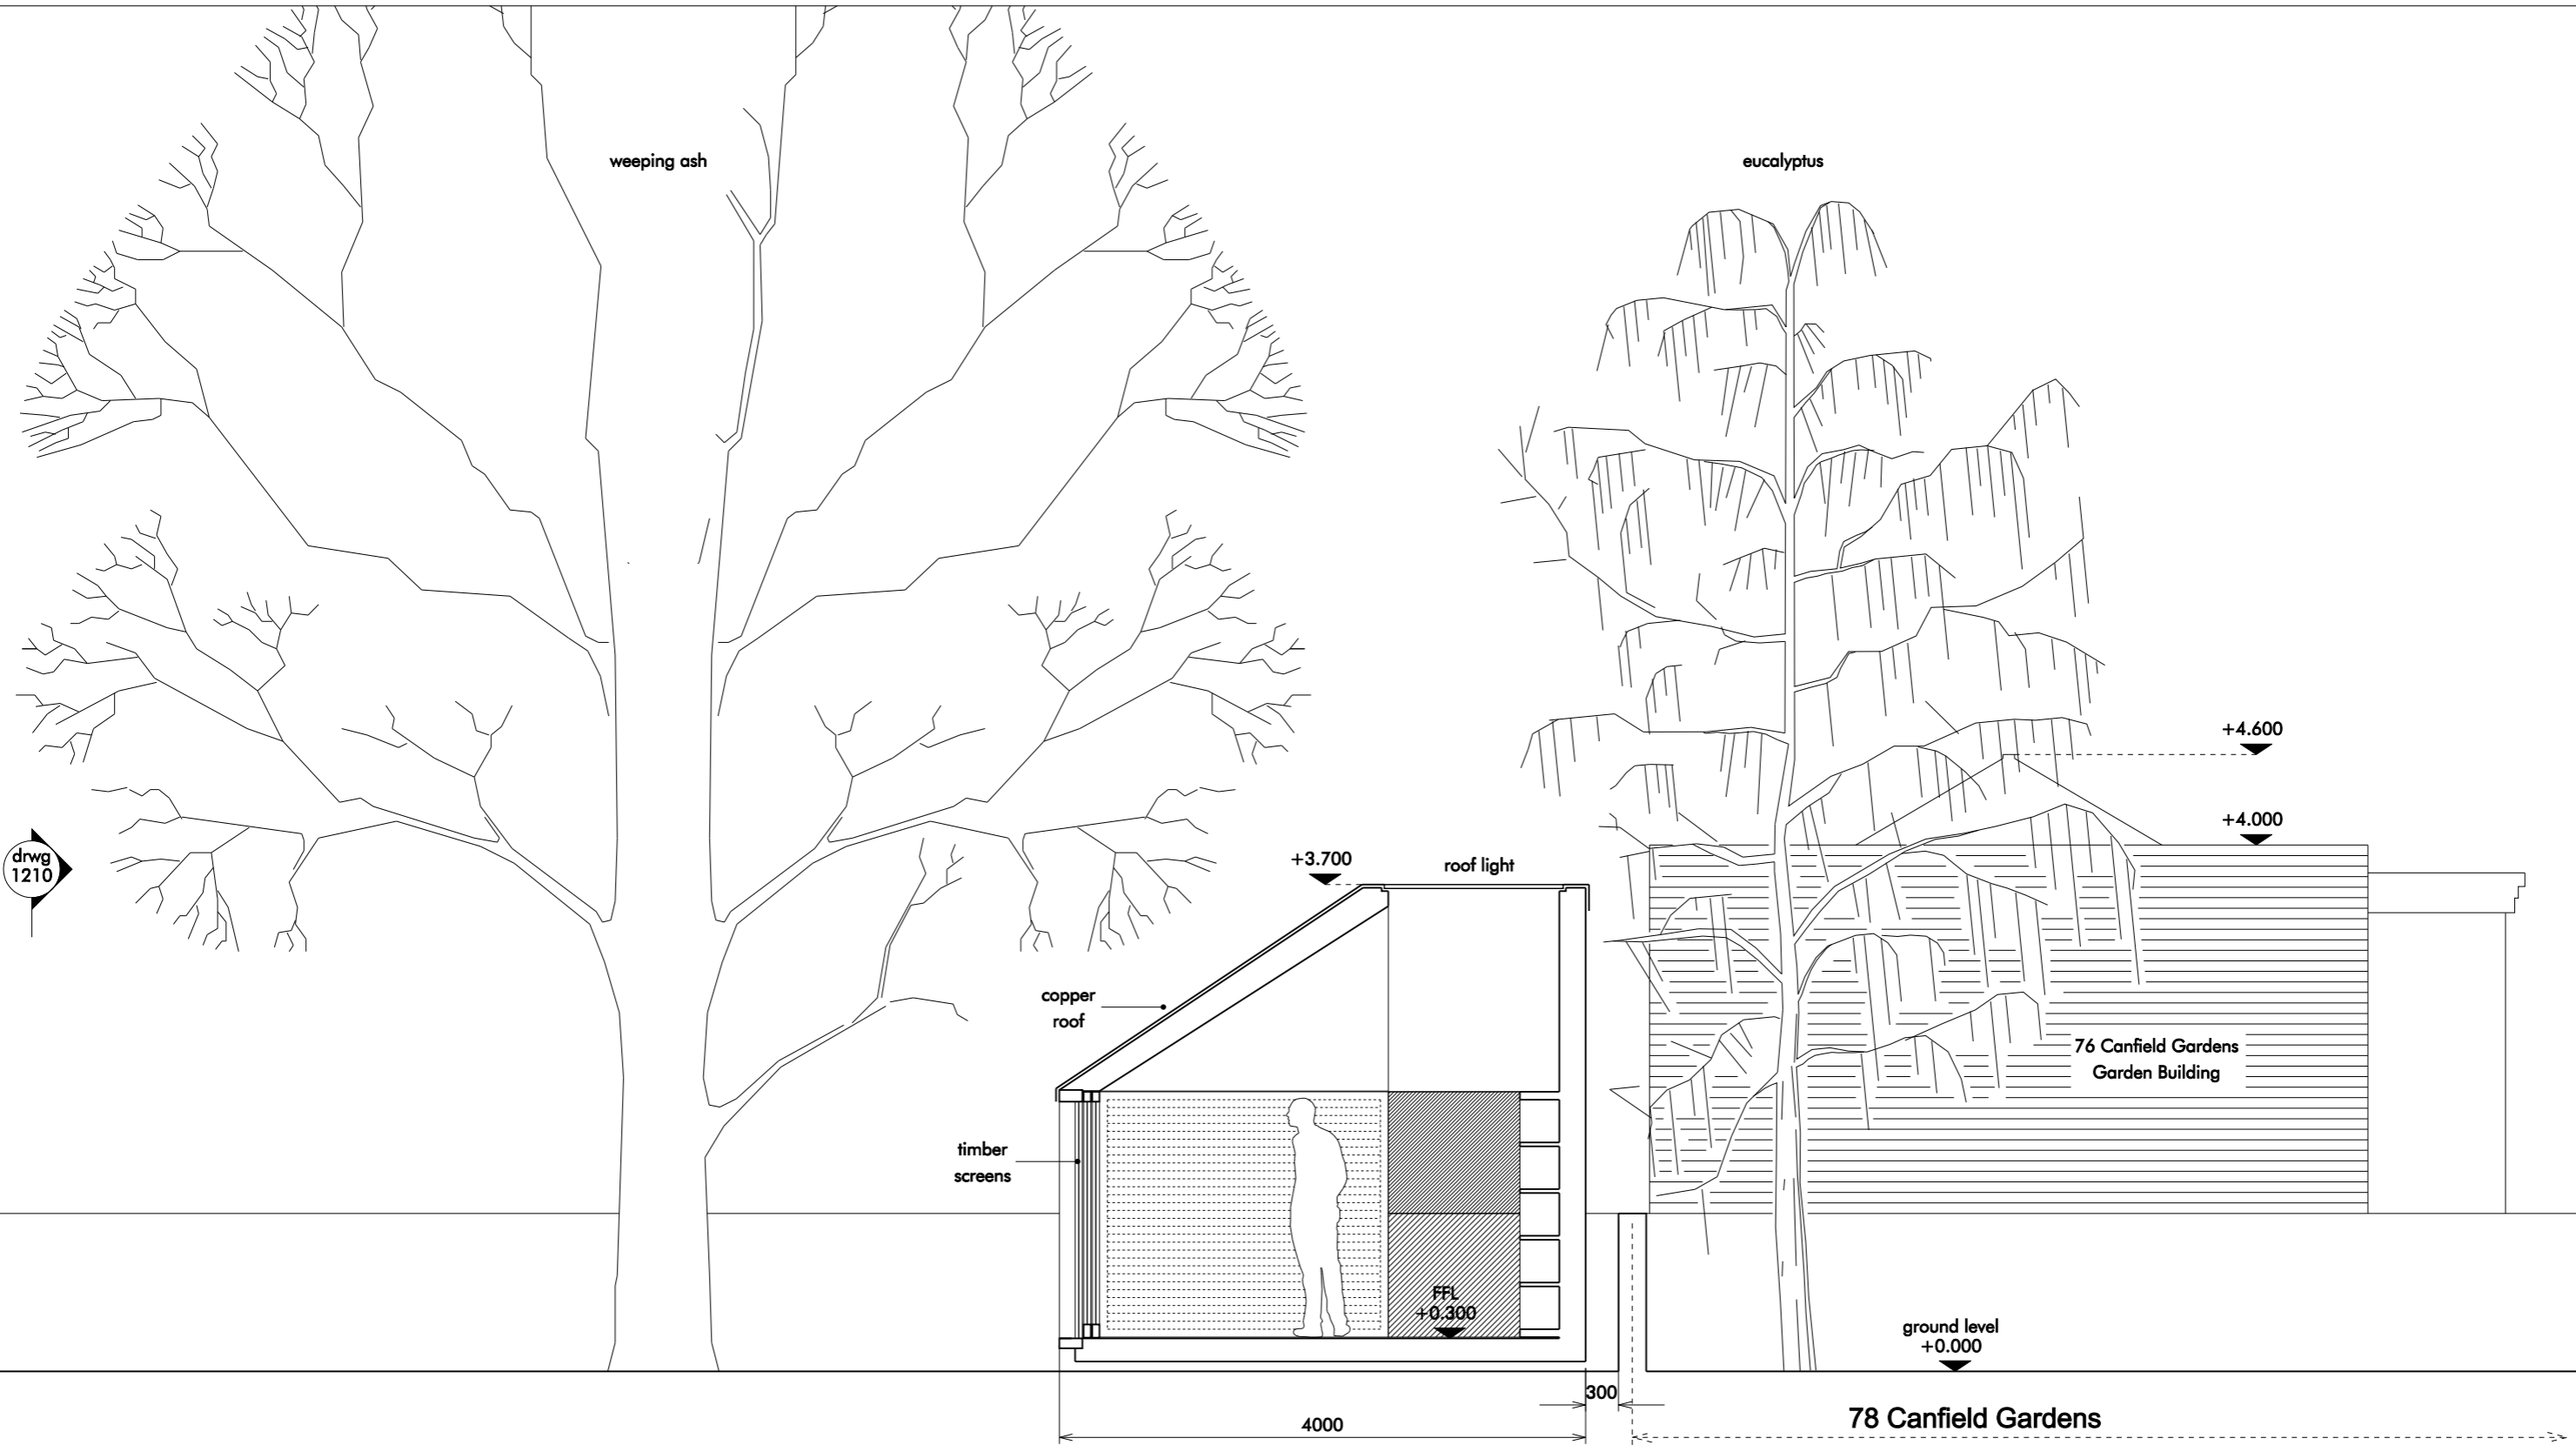 weeping ash
eucalyptus
+4.600
+4.000
drwg
1210
+3.700
roof light
copper
roof
76 Canfield Gardens
Garden Building
timber
screens
FFL
+0.300
ground level
+0.000
300
4000
78 Canfield Gardens